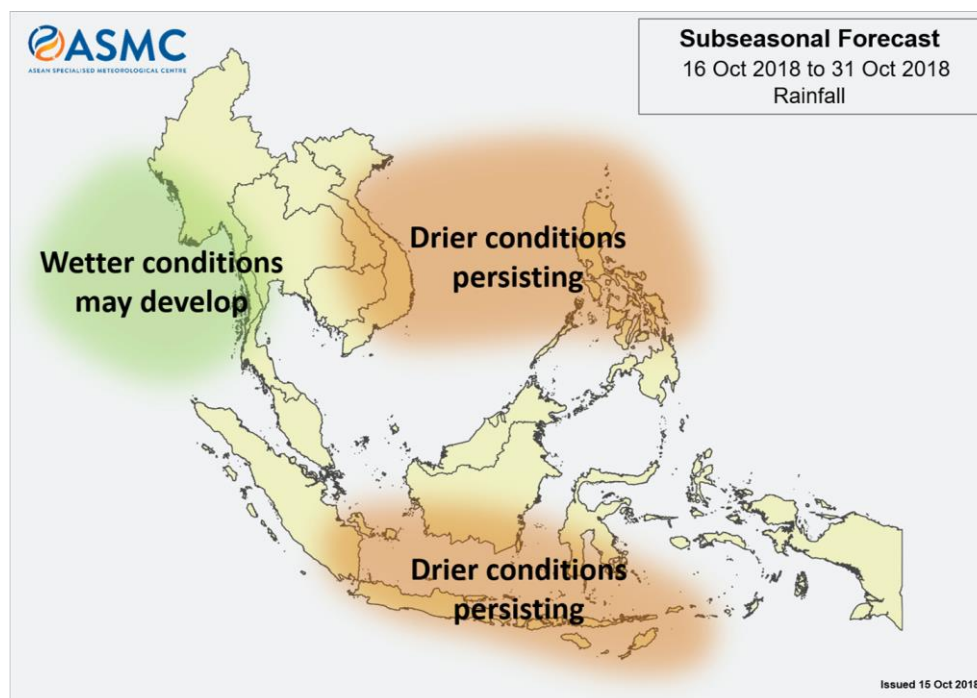 ASMC
ASEAN SPECIALISED METEOROLOGICAL CENTRE
Subseasonal Forecast
16 Oct 2018 to 31 Oct 2018
Rainfall
Wetter conditions
may develop
Drier conditions
persisting
Drier conditions
persisting
Issued 15 Oct 2018